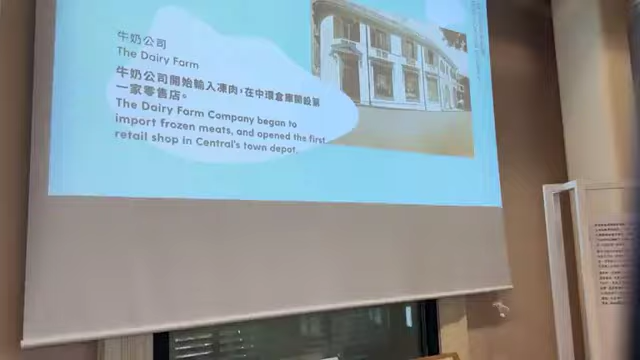 牛奶公司
The Dairy Farm
牛奶公司開始輸入凍肉，在中環倉庫開設第
一家零售店。
The Dairy Farm Company began to
import frozen meats, and opened the first
retail shop in Central's town depot.